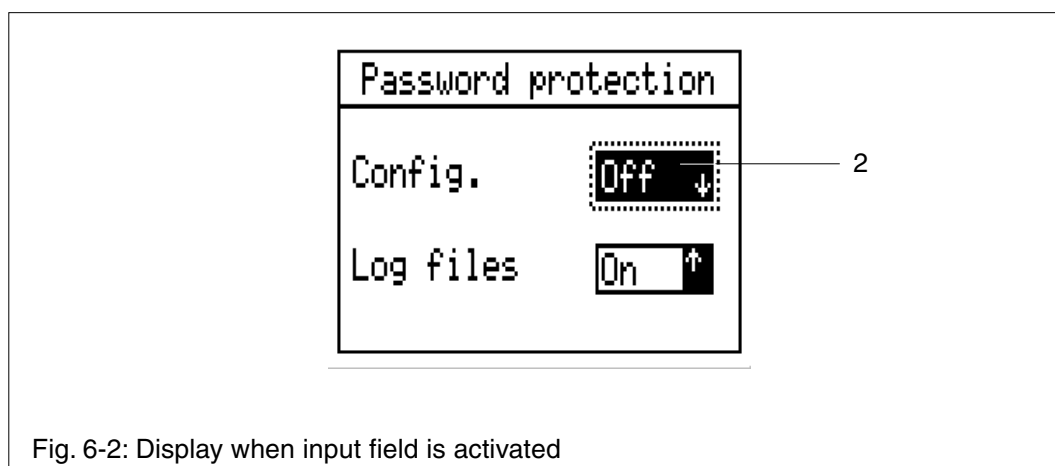 Password protection
Config. Off ↓ 2
Log files On ↑
Fig. 6-2: Display when input field is activated